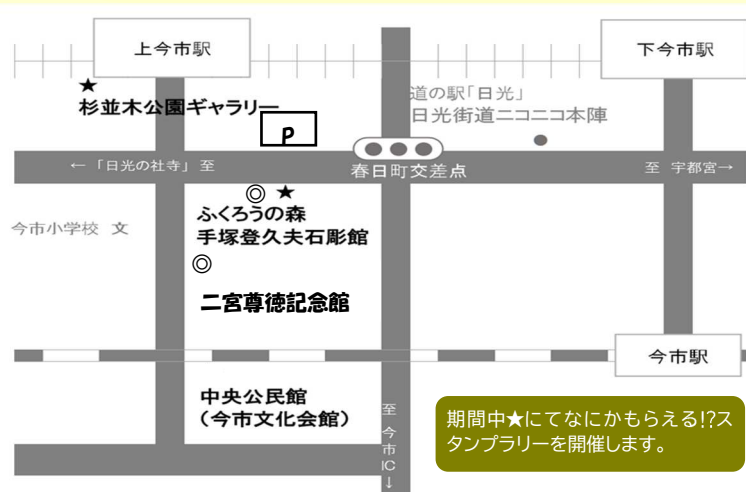 上今市駅
下今市駅
★
杉並木公園ギャラリー
P
道の駅「日光」
日光街道ニコニコ本陣
← 「日光の社寺」 至
春日町交差点
至 宇都宮→
◎ ★
ふくろうの森
手塚登久夫石彫館
今市小学校 文
◎
二宮尊徳記念館
今市駅
中央公民館
（今市文化会館）
至 今市IC↓
期間中★にてなにかもらえる!?ス
タンプラリーを開催します。